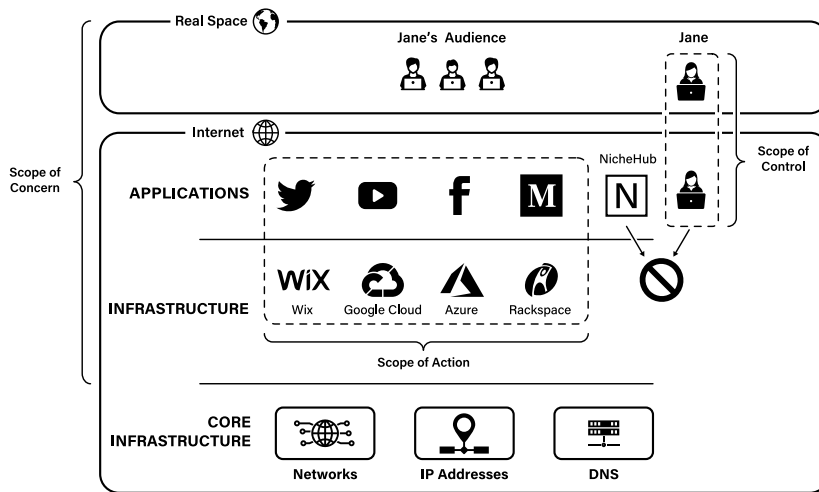 Real Space
Jane's Audience
Jane
Internet
Scope of
Concern
Scope of
Control
NicheHub
APPLICATIONS
M
N
WiX
INFRASTRUCTURE
Wix
Google Cloud
Azure
Rackspace
Scope of Action
CORE
INFRASTRUCTURE
Networks
IP Addresses
DNS